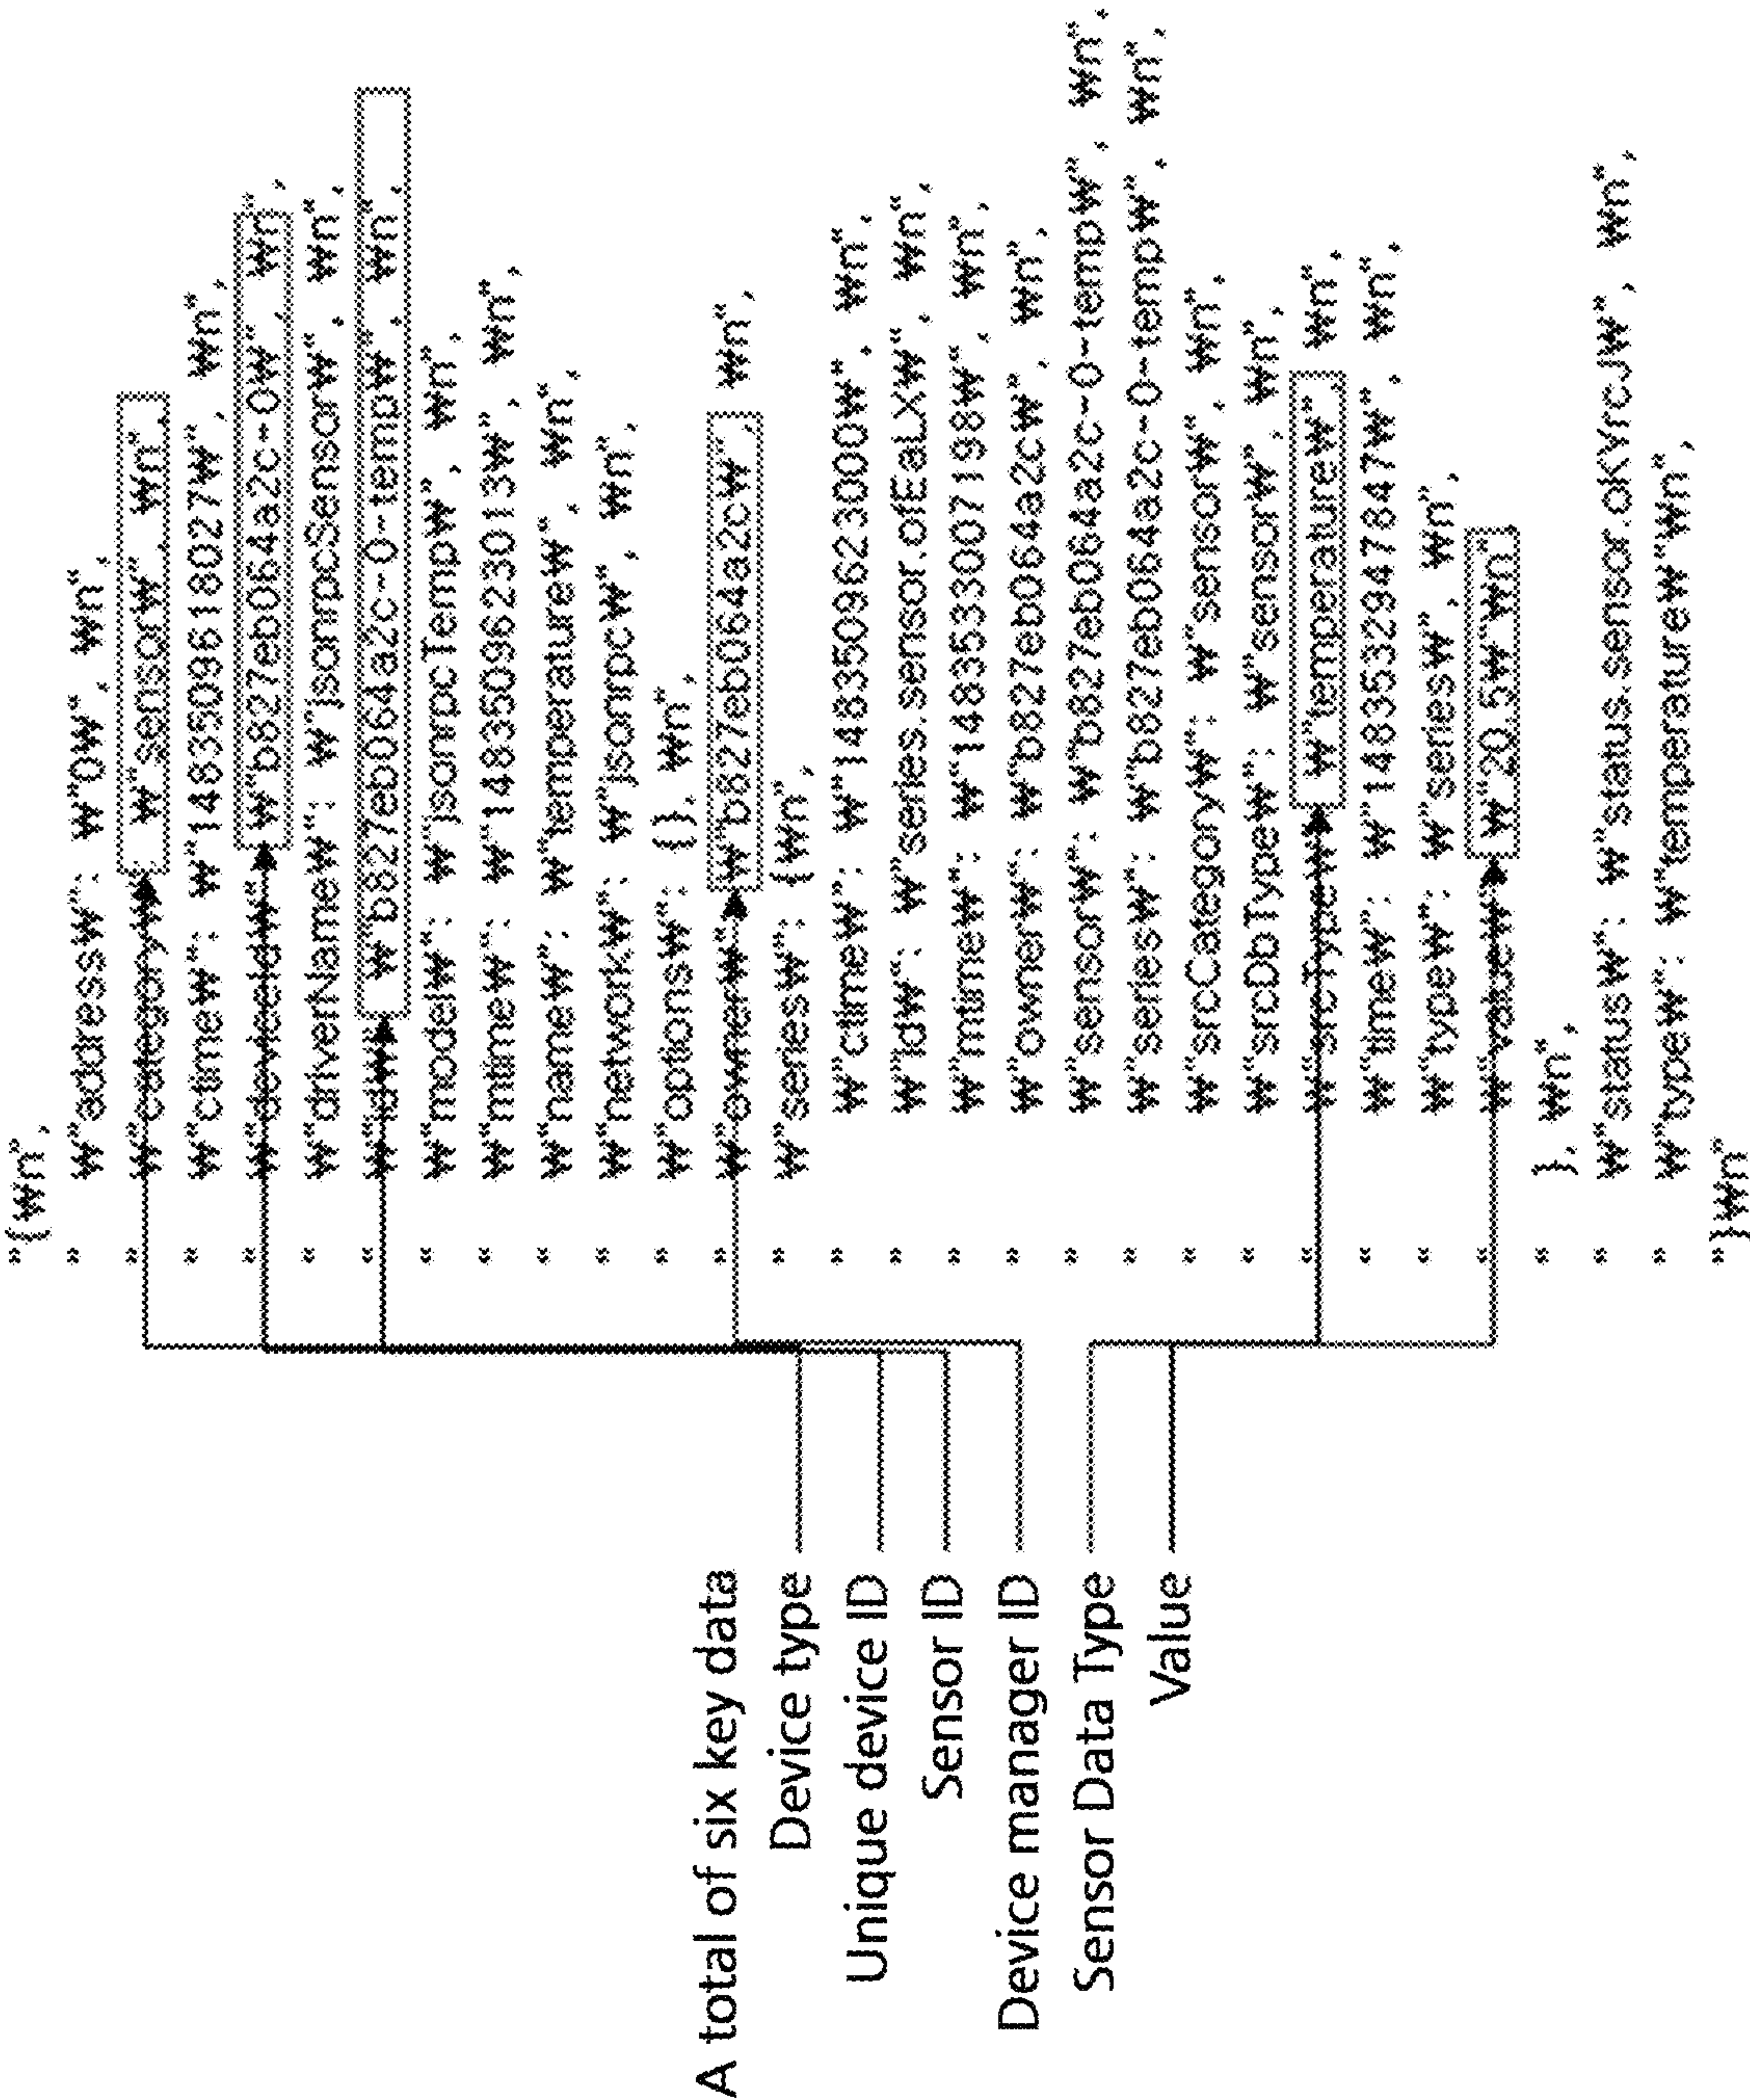 A total of six key data
Device type
Unique device ID
Sensor ID
Device manager ID
Sensor Data Type
Value
"{₩n",
" ₩"address₩": ₩"0₩", ₩n",
" ₩"category₩": ₩"sensor₩", ₩n",
" ₩"ctime₩": ₩"1483509618027₩", ₩n",
" ₩"deviceId₩": ₩"b827eb064a2c-0₩", ₩n",
" ₩"driverName₩": ₩"jsonrpcSensor₩", ₩n",
" ₩"id₩": ₩"b827eb064a2c-0-temp₩", ₩n",
" ₩"model₩": ₩"jsonrpcTemp₩", ₩n",
" ₩"mtime₩": ₩"1483509623013₩", ₩n",
" ₩"name₩": ₩"temperature₩", ₩n",
" ₩"network₩": ₩"jsonrpc₩", ₩n",
" ₩"options₩": {}, ₩n",
" ₩"owner₩": ₩"b827eb064a2c₩", ₩n",
" ₩"series₩": {₩n",
" ₩"ctime₩": ₩"1483509623000₩", ₩n",
" ₩"id₩": ₩"series.sensor.ofEaLX₩", ₩n",
" ₩"mtime₩": ₩"1483533007198₩", ₩n",
" ₩"owner₩": ₩"b827eb064a2c₩", ₩n",
" ₩"sensor₩": ₩"b827eb064a2c-0-temp₩", ₩n",
" ₩"series₩": ₩"b827eb064a2c-0-temp₩", ₩n",
" ₩"srcCategory₩": ₩"sensor₩", ₩n",
" ₩"srcDbType₩": ₩"sensor₩", ₩n",
" ₩"srcType₩": ₩"temperature₩", ₩n",
" ₩"time₩": ₩"1483532947847₩", ₩n",
" ₩"type₩": ₩"series₩", ₩n",
" ₩"value₩": ₩"20.5₩"₩n",
" }, ₩n",
" ₩"status₩": ₩"status.sensor.oKYrcJ₩", ₩n",
" ₩"type₩": ₩"temperature₩"₩n",
"}₩n"